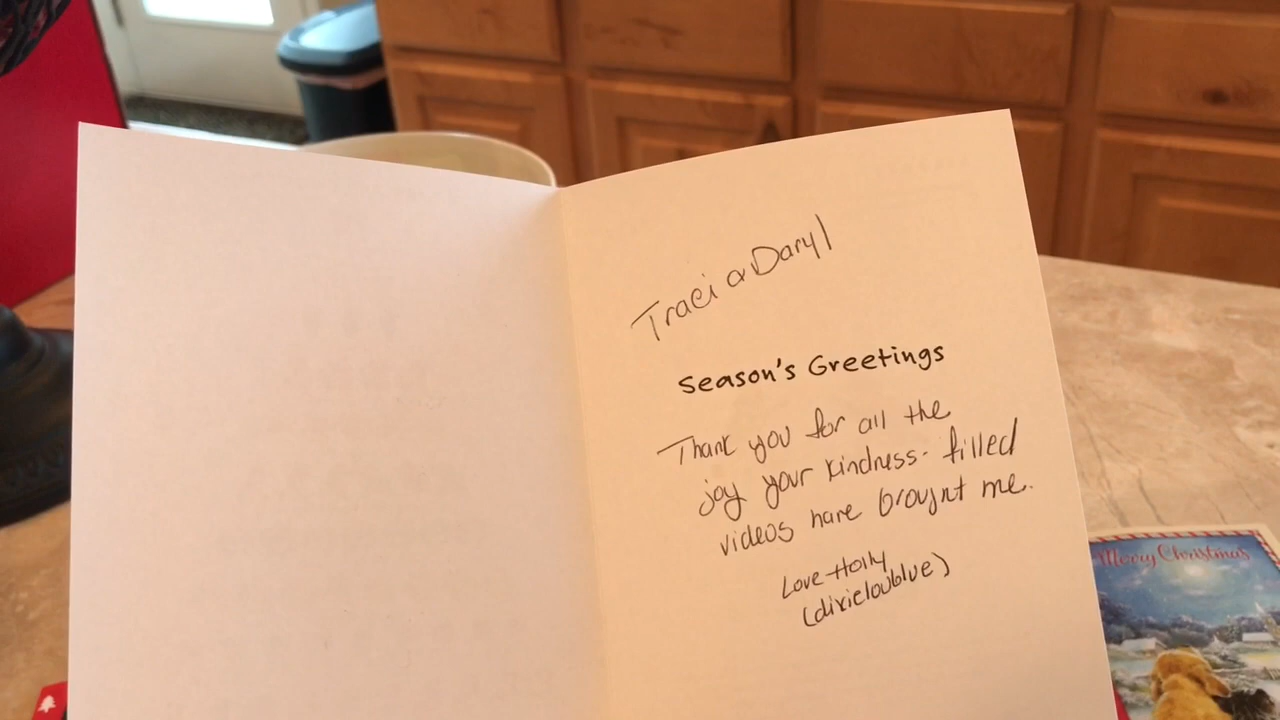 Traci & Daryl
Season's Greetings
Thank you for all the
joy your kindness-filled
videos have brought me.
Love Holly
(dixieloublue)
Merry Christmas